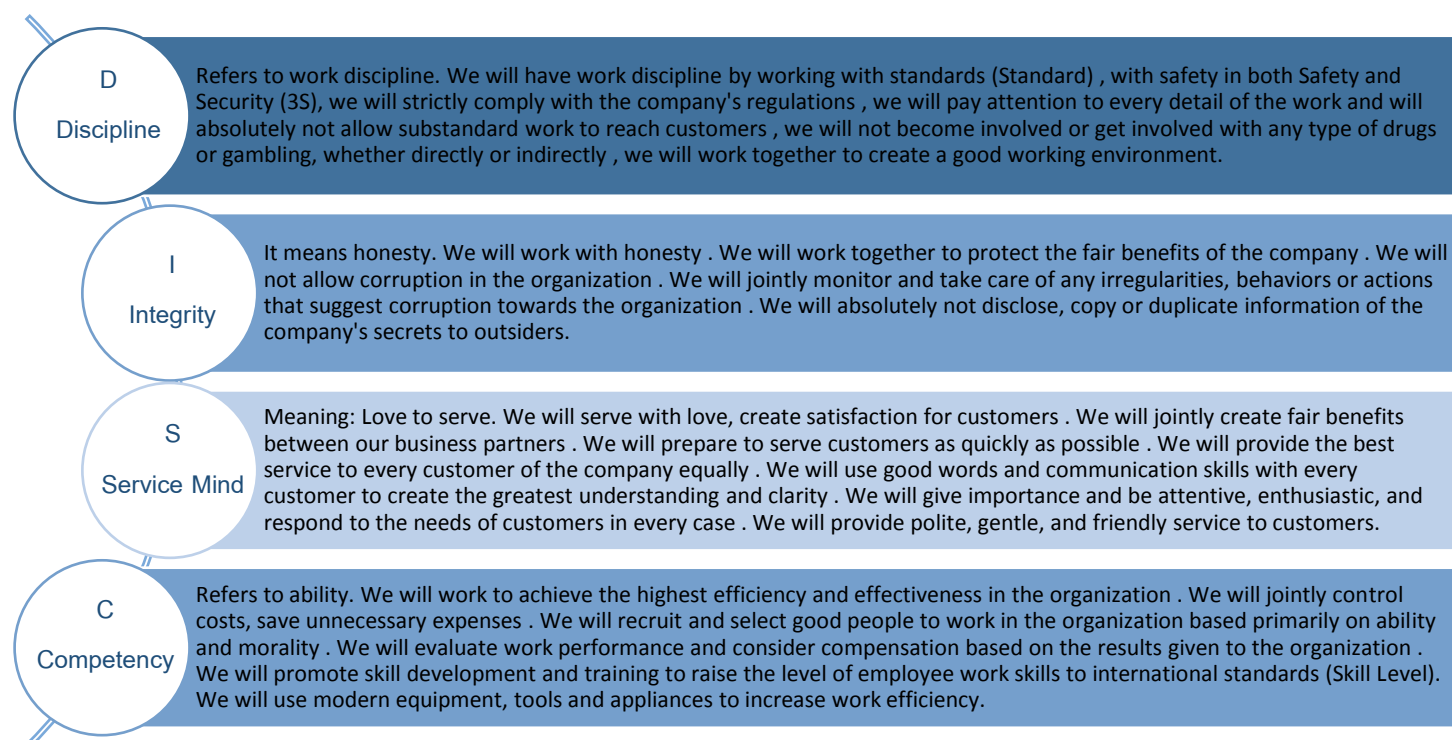 D
Discipline
Refers to work discipline. We will have work discipline by working with standards (Standard) , with safety in both Safety and
Security (3S), we will strictly comply with the company's regulations , we will pay attention to every detail of the work and will
absolutely not allow substandard work to reach customers , we will not become involved or get involved with any type of drugs
or gambling, whether directly or indirectly , we will work together to create a good working environment.
I
Integrity
It means honesty. We will work with honesty . We will work together to protect the fair benefits of the company . We will
not allow corruption in the organization . We will jointly monitor and take care of any irregularities, behaviors or actions
that suggest corruption towards the organization . We will absolutely not disclose, copy or duplicate information of the
company's secrets to outsiders.
S
Service Mind
Meaning: Love to serve. We will serve with love, create satisfaction for customers . We will jointly create fair benefits
between our business partners . We will prepare to serve customers as quickly as possible . We will provide the best
service to every customer of the company equally . We will use good words and communication skills with every
customer to create the greatest understanding and clarity . We will give importance and be attentive, enthusiastic, and
respond to the needs of customers in every case . We will provide polite, gentle, and friendly service to customers.
C
Competency
Refers to ability. We will work to achieve the highest efficiency and effectiveness in the organization . We will jointly control
costs, save unnecessary expenses . We will recruit and select good people to work in the organization based primarily on ability
and morality . We will evaluate work performance and consider compensation based on the results given to the organization .
We will promote skill development and training to raise the level of employee work skills to international standards (Skill Level).
We will use modern equipment, tools and appliances to increase work efficiency.